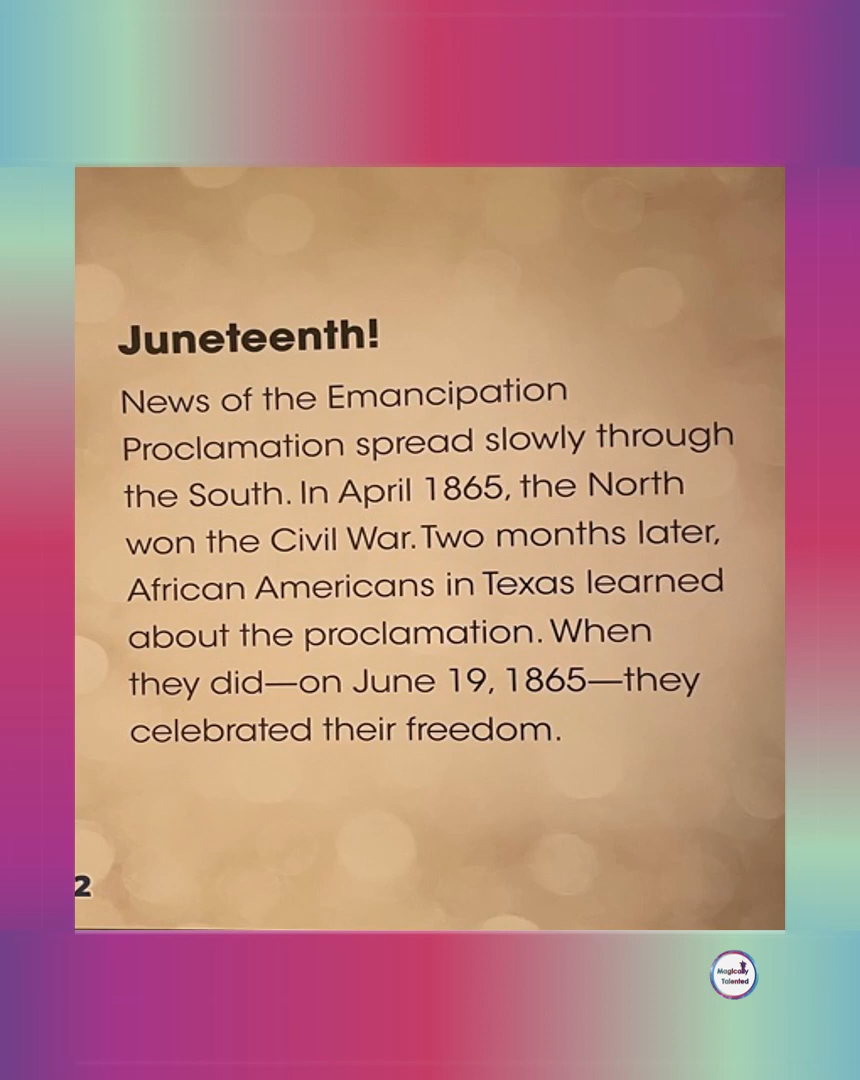 Juneteenth!
News of the Emancipation
Proclamation spread slowly through
the South. In April 1865, the North
won the Civil War. Two months later,
African Americans in Texas learned
about the proclamation. When
they did—on June 19, 1865—they
celebrated their freedom.
2
Magically
Talented